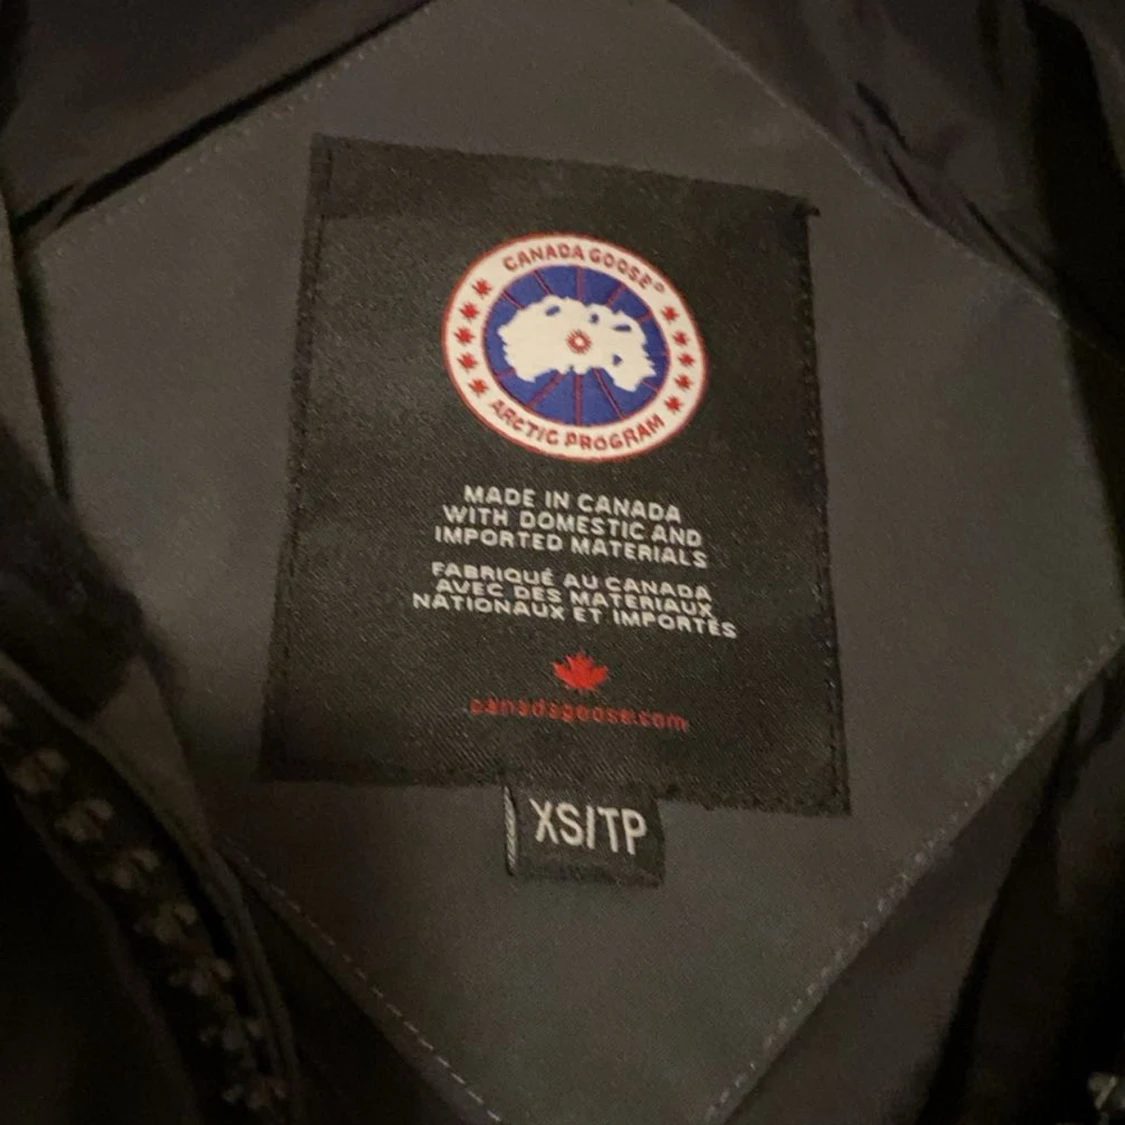 CANADA GOOSE®
ARCTIC PROGRAM
MADE IN CANADA
WITH DOMESTIC AND
IMPORTED MATERIALS
FABRIQUÉ AU CANADA
AVEC DES MATERIAUX
NATIONAUX ET IMPORTÉS
canadagoose.com
XS/TP